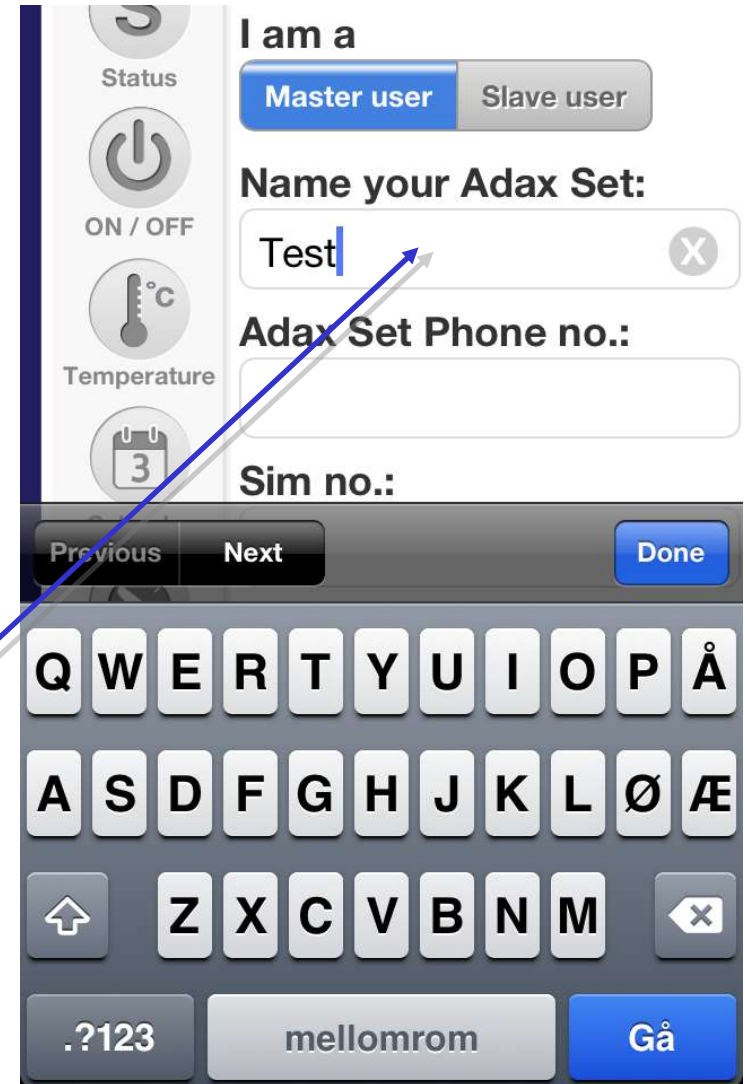 S
Status
ON / OFF
°C
Temperature
3
I am a
Master user Slave user
Name your Adax Set:
Test X
Adax Set Phone no.:
Sim no.:
Previous Next Done
Q W E R T Y U I O P Å
A S D F G H J K L Ø Æ
Z X C V B N M
.?123 mellomrom Gå